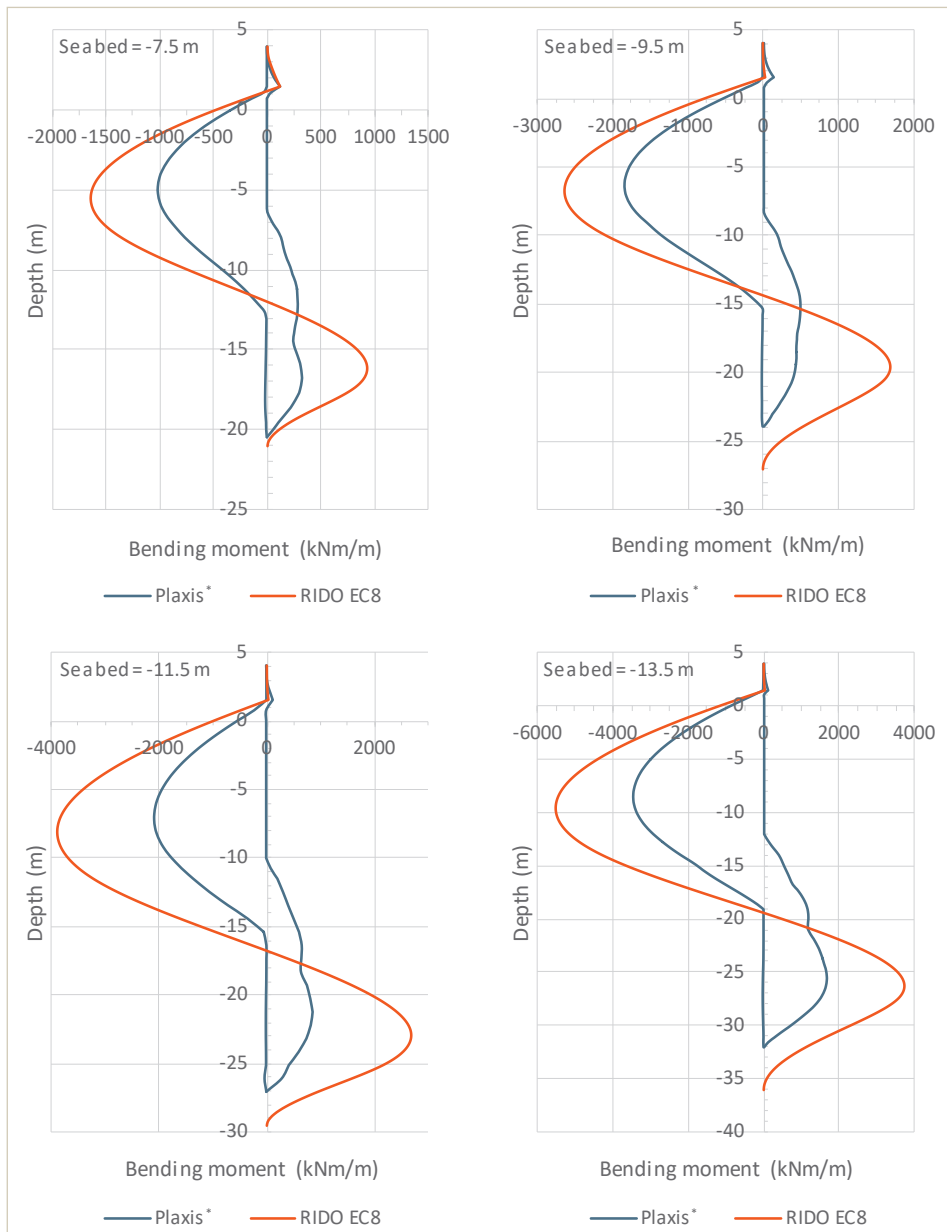 5
Seabed = -7.5 m
0
-2000 -1500 -1000 -500 0 500 1000 1500
-5
-10
-15
-20
-25
Depth (m)
Bending moment (kNm/m)
Plaxis* RIDO EC8
5
Seabed = -9.5 m
0
-3000 -2000 -1000 0 1000 2000
-5
-10
-15
-20
-25
-30
Depth (m)
Bending moment (kNm/m)
Plaxis* RIDO EC8
5
Seabed = -11.5 m
0
-4000 -2000 0 2000
-5
-10
-15
-20
-25
-30
Depth (m)
Bending moment (kNm/m)
Plaxis* RIDO EC8
5
Seabed = -13.5 m
0
-6000 -4000 -2000 0 2000 4000
-5
-10
-15
-20
-25
-30
-35
-40
Depth (m)
Bending moment (kNm/m)
Plaxis* RIDO EC8